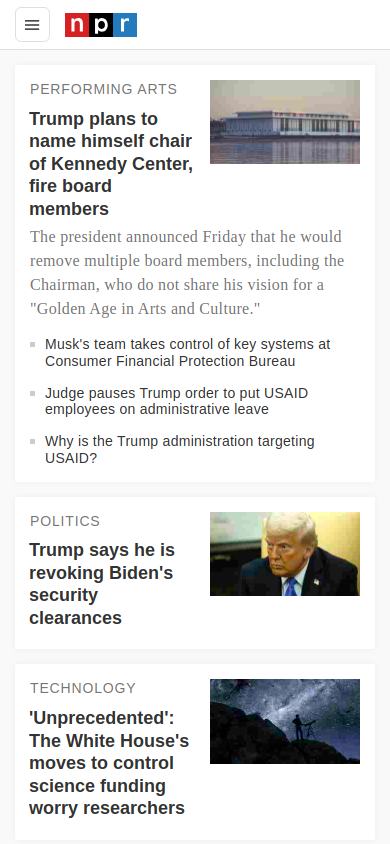 npr
PERFORMING ARTS
Trump plans to
name himself chair
of Kennedy Center,
fire board
members
The president announced Friday that he would
remove multiple board members, including the
Chairman, who do not share his vision for a
"Golden Age in Arts and Culture."
Musk's team takes control of key systems at
Consumer Financial Protection Bureau
Judge pauses Trump order to put USAID
employees on administrative leave
Why is the Trump administration targeting
USAID?
POLITICS
Trump says he is
revoking Biden's
security
clearances
TECHNOLOGY
'Unprecedented':
The White House's
moves to control
science funding
worry researchers